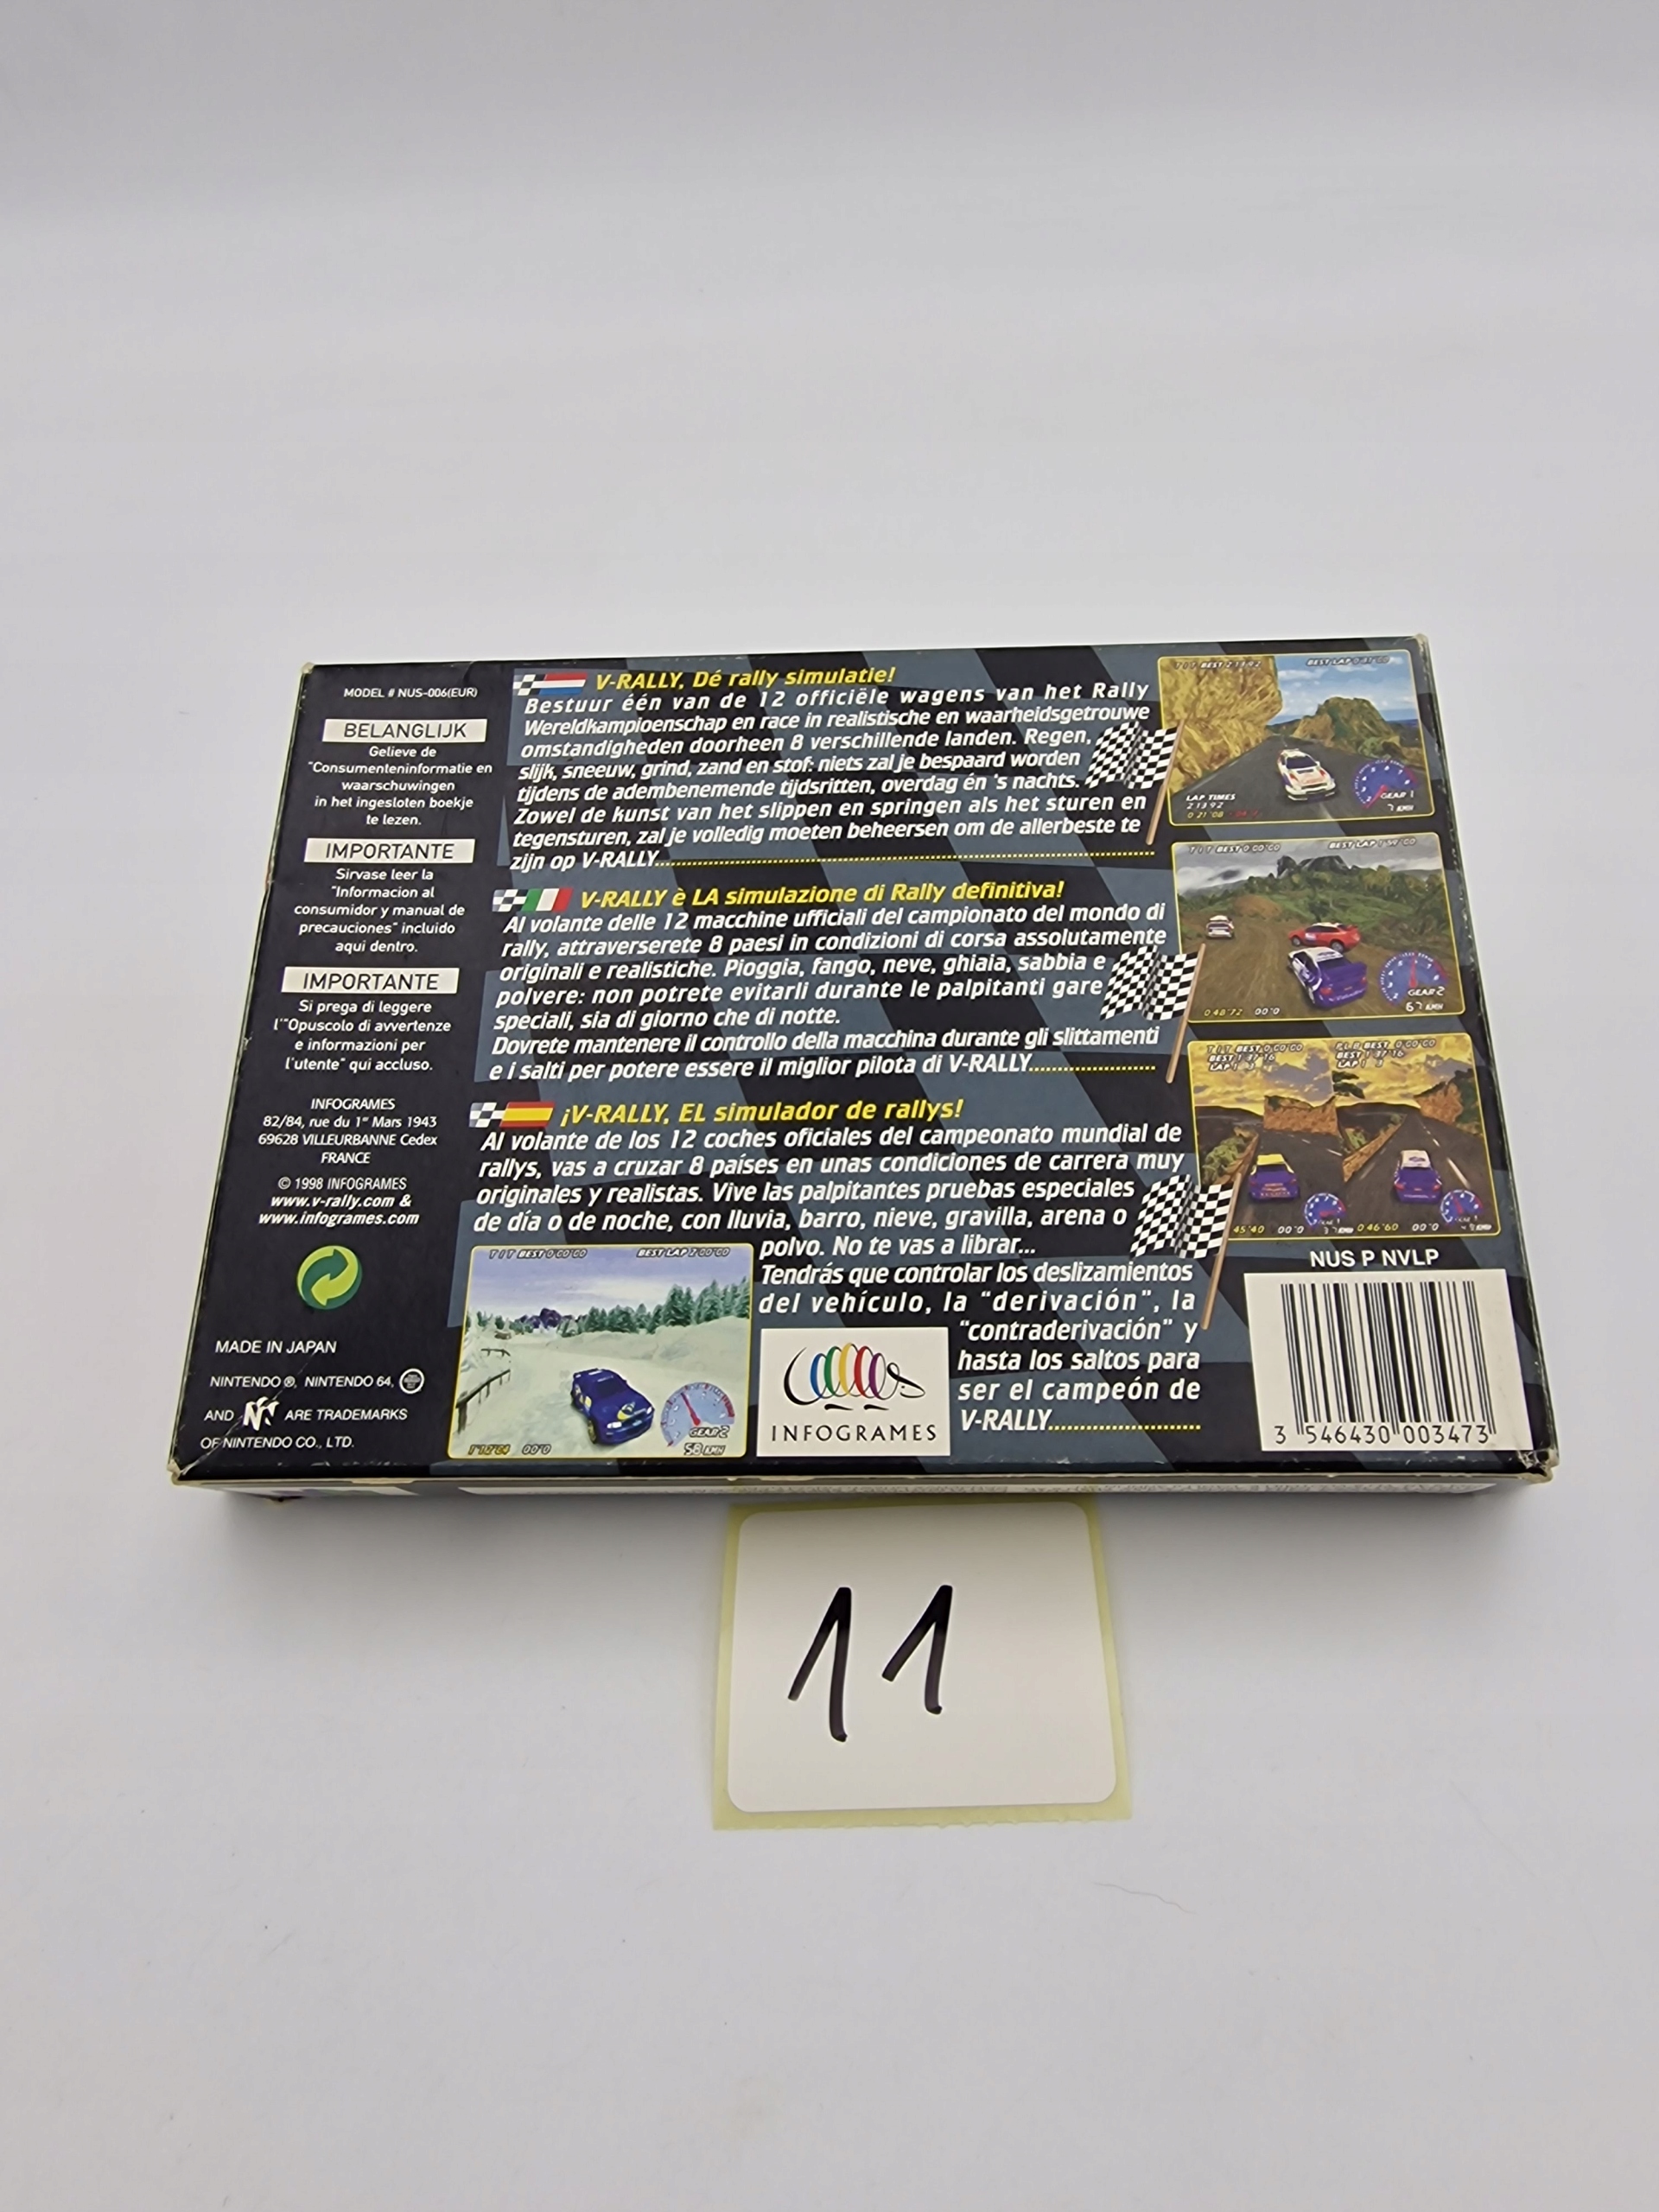 MODEL # NUS-006(EUR)
BELANGLIJK
Gelieve de
"Consumenteninformatie en
waarschuwingen
in het ingesloten boekje
te lezen.
IMPORTANTE
Sirvase leer la
"Informacion al
consumidor y manual de
precauciones" incluido
aqui dentro.
IMPORTANTE
Si prega di leggere
l'"Opuscolo di avvertenze
e informazioni per
l'utente" qui accluso.
INFOGRAMES
82/84, rue du 1er Mars 1943
69628 VILLEURBANNE Cedex
FRANCE
© 1998 INFOGRAMES
www.v-rally.com &
www.infogrames.com
MADE IN JAPAN
NINTENDO ®, NINTENDO 64,
AND ARE TRADEMARKS
OF NINTENDO CO., LTD.
V-RALLY, Dé rally simulatie!
Bestuur één van de 12 officiële wagens van het Rally
Wereldkampioenschap en race in realistische en waarheidsgetrouwe
omstandigheden doorheen 8 verschillende landen. Regen,
slijk, sneeuw, grind, zand en stof: niets zal je bespaard worden
tijdens de adembenemende tijdsritten, overdag én 's nachts.
Zowel de kunst van het slippen en springen als het sturen en
tegensturen, zal je volledig moeten beheersen om de allerbeste te
zijn op V-RALLY...
V-RALLY è LA simulazione di Rally definitiva!
Al volante delle 12 macchine ufficiali del campionato del mondo di
rally, attraverserete 8 paesi in condizioni di corsa assolutamente
originali e realistiche. Pioggia, fango, neve, ghiaia, sabbia e
polvere: non potrete evitarli durante le palpitanti gare
speciali, sia di giorno che di notte.
Dovrete mantenere il controllo della macchina durante gli slittamenti
e i salti per potere essere il miglior pilota di V-RALLY...
¡V-RALLY, EL simulador de rallys!
Al volante de los 12 coches oficiales del campeonato mundial de
rallys, vas a cruzar 8 países en unas condiciones de carrera muy
originales y realistas. Vive las palpitantes pruebas especiales
de día o de noche, con lluvia, barro, nieve, gravilla, arena o
polvo. No te vas a librar...
Tendrás que controlar los deslizamientos
del vehículo, la "derivación", la
"contraderivación" y
hasta los saltos para
ser el campeón de
V-RALLY...
INFOGRAMES
LAP TIMES
GEAR 1
GEAR 2
67 KMH
GEAR 2
58 KMH
NUS P NVLP
3 546430 003473
11